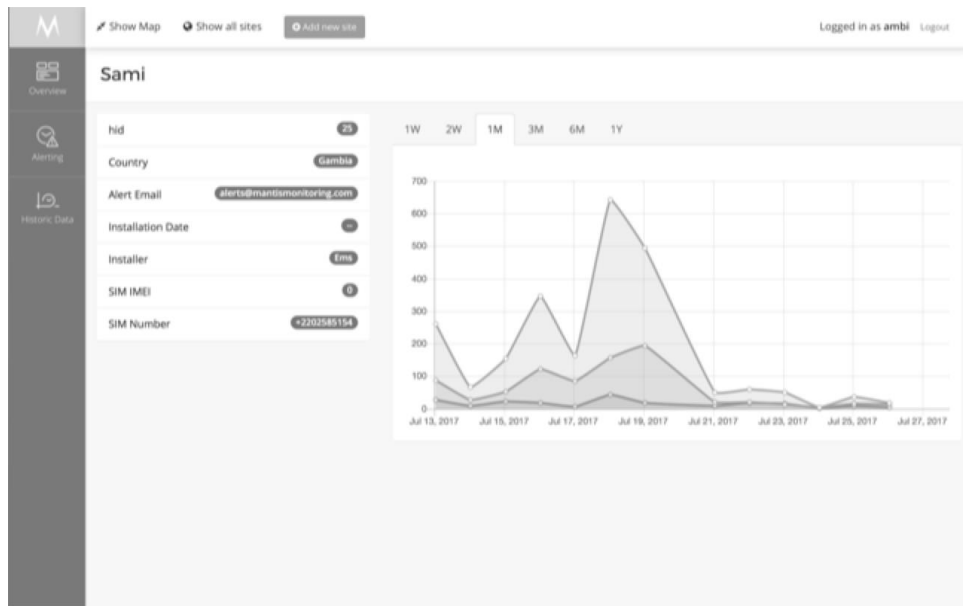 M Show Map Show all sites Add new site Logged in as ambi Logout
Overview
Alerting
Historic Data
Sami
hid 25
Country Gambia
Alert Email alerts@mantismonitoring.com
Installation Date --
Installer Ems
SIM IMEI 0
SIM Number +2202585154
1W 2W 1M 3M 6M 1Y
700
600
500
400
300
200
100
0
Jul 13, 2017 Jul 15, 2017 Jul 17, 2017 Jul 19, 2017 Jul 21, 2017 Jul 23, 2017 Jul 25, 2017 Jul 27, 2017